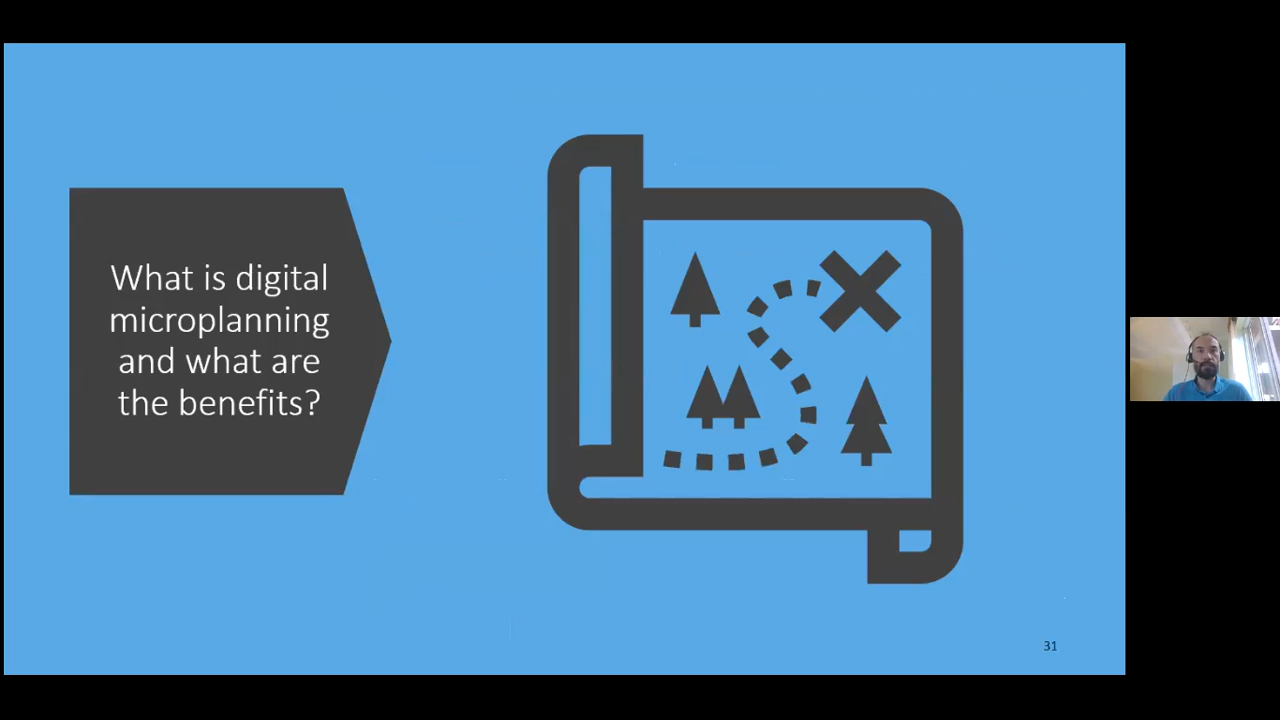 What is digital
microplanning
and what are
the benefits?
31